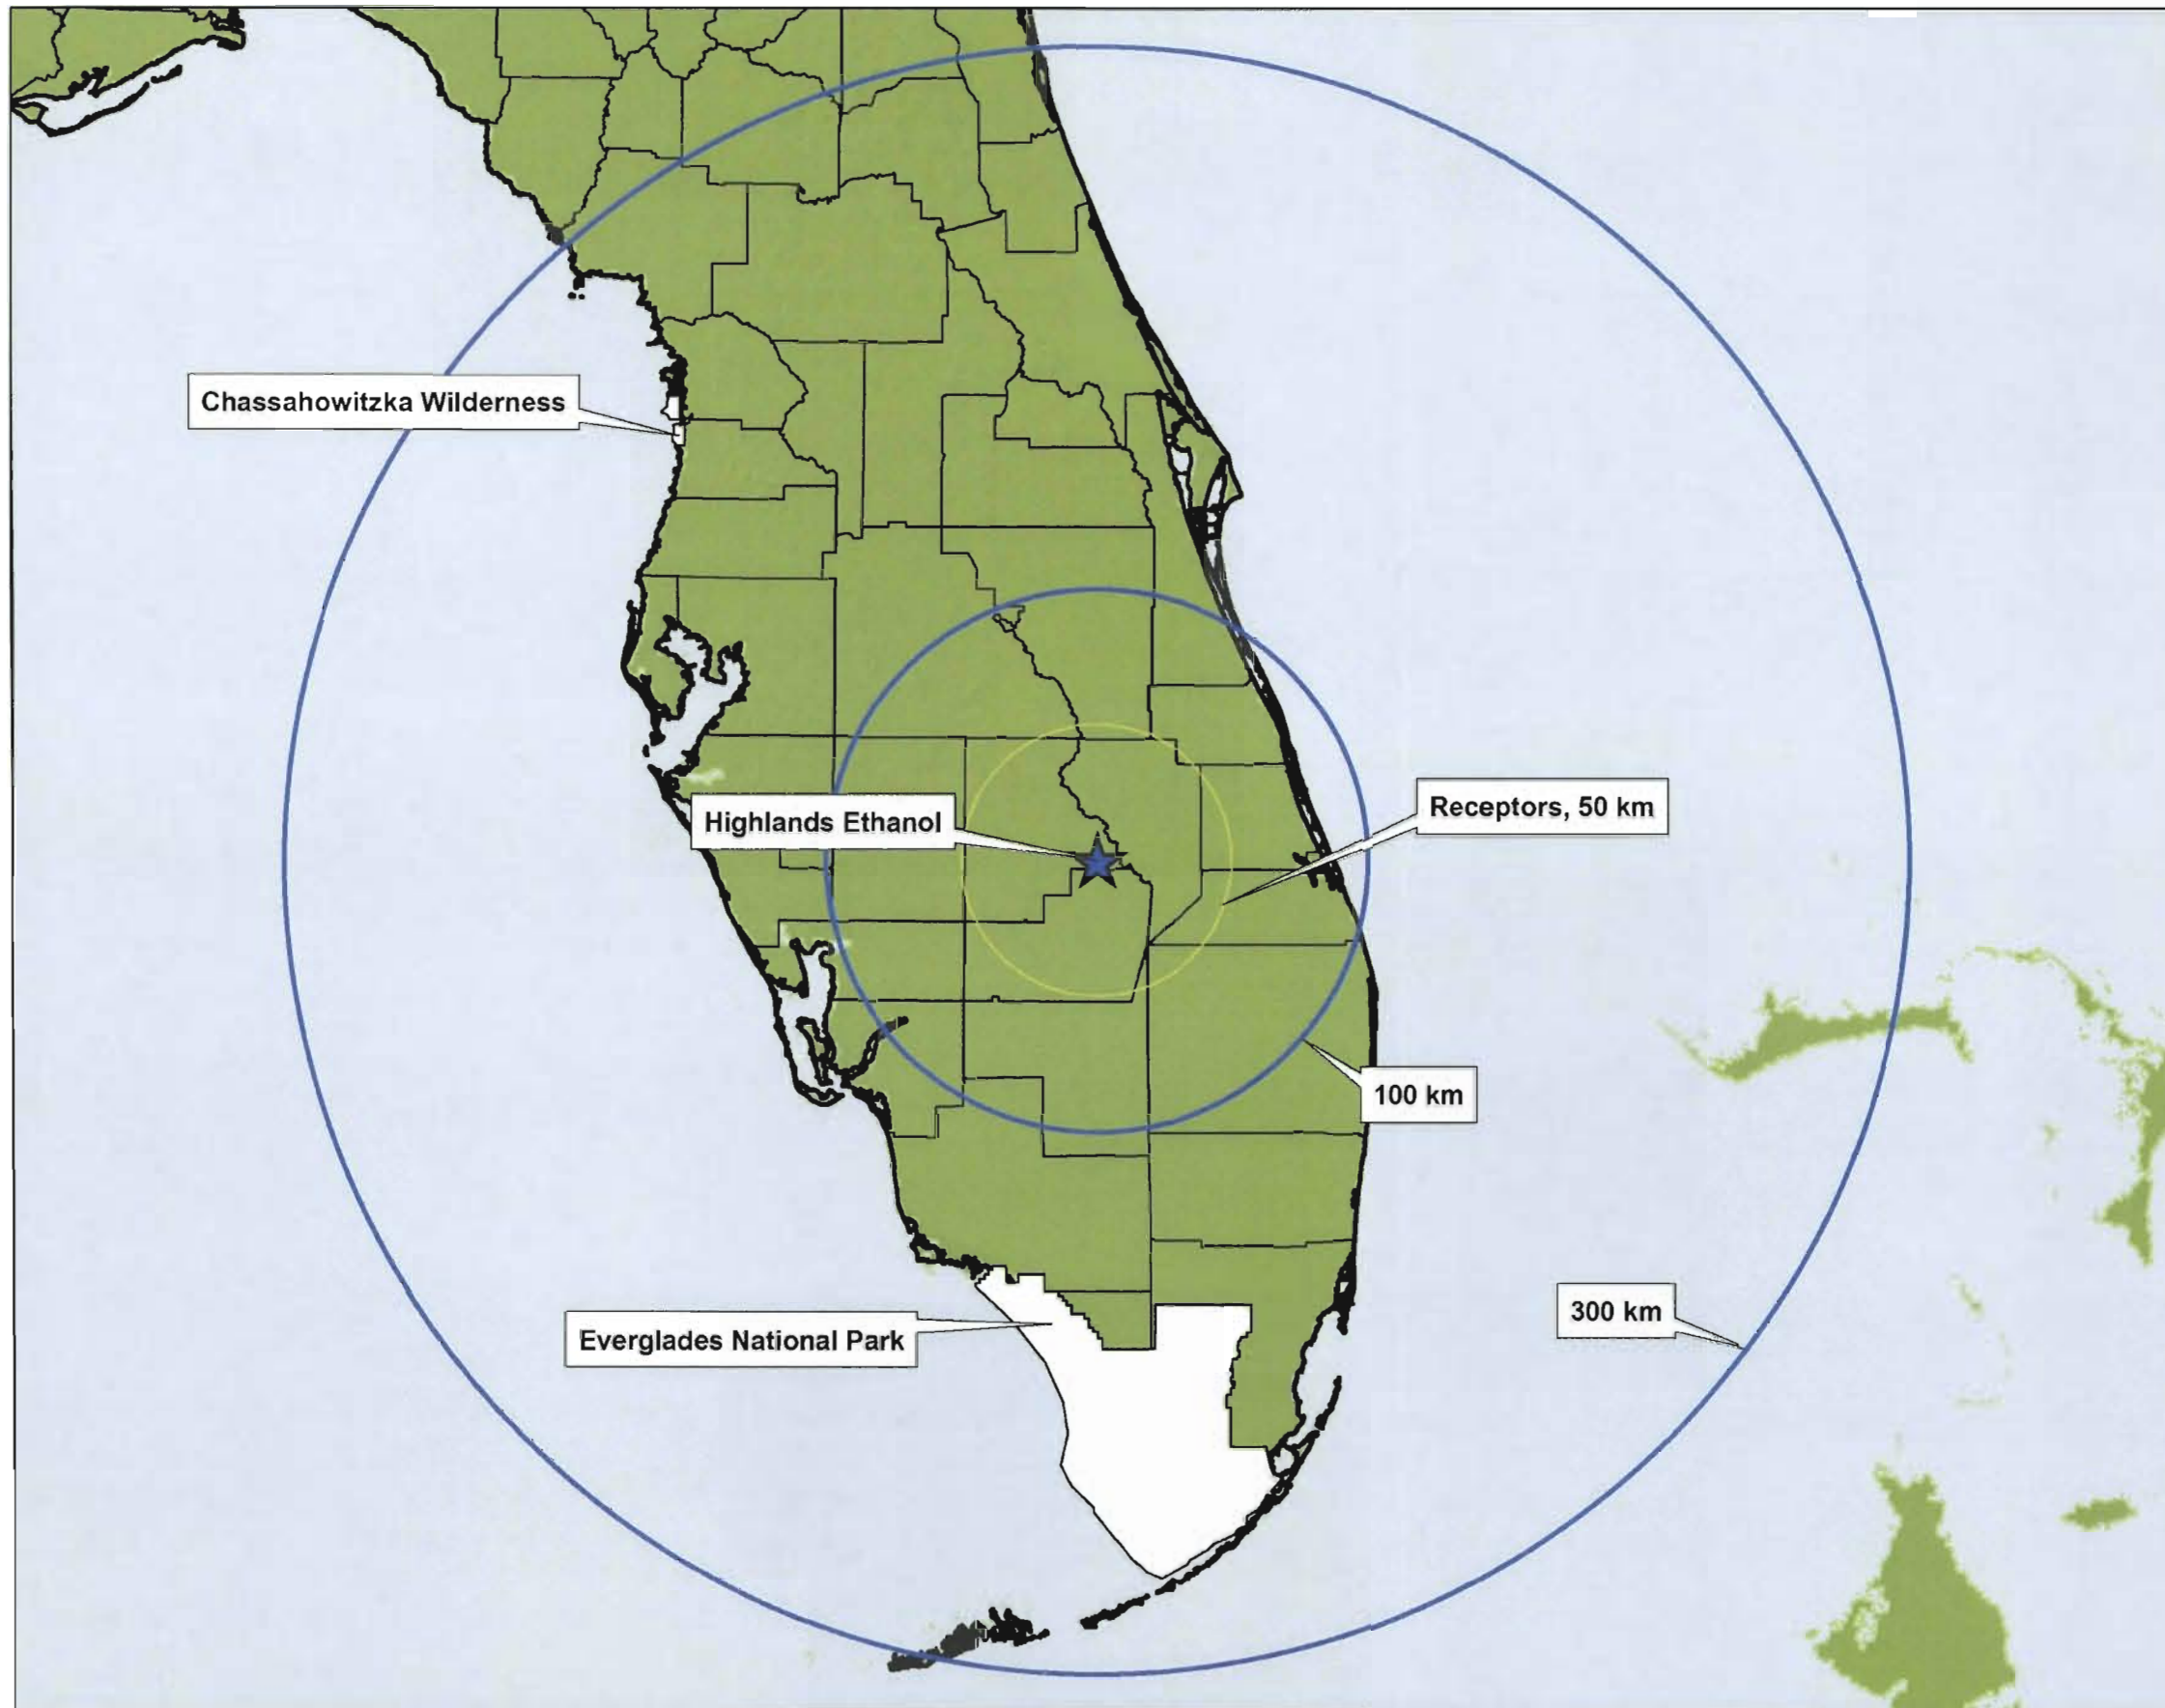 Chassahowitzka Wilderness
Receptors, 50 km
Highlands Ethanol
100 km
300 km
Everglades National Park